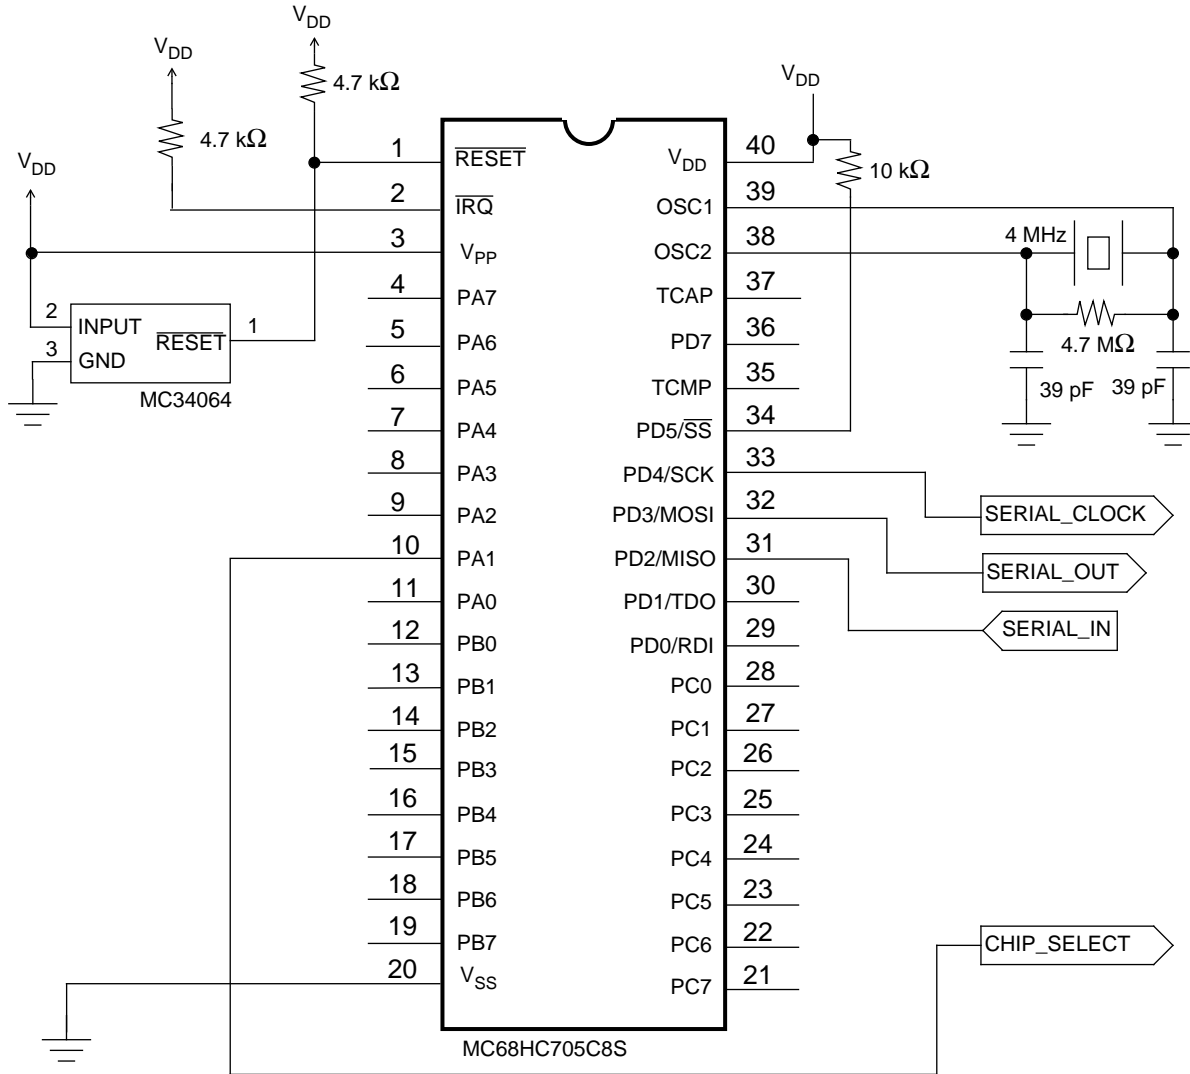 VDD
VDD
4.7 kΩ
4.7 kΩ
VDD
VDD
10 kΩ
1 RESET
2 IRQ
3 VPP
4 PA7
5 PA6
6 PA5
7 PA4
8 PA3
9 PA2
10 PA1
11 PA0
12 PB0
13 PB1
14 PB2
15 PB3
16 PB4
17 PB5
18 PB6
19 PB7
20 VSS
VDD 40
OSC1 39
OSC2 38
TCAP 37
PD7 36
TCMP 35
PD5/SS 34
PD4/SCK 33
PD3/MOSI 32
PD2/MISO 31
PD1/TDO 30
PD0/RDI 29
PC0 28
PC1 27
PC2 26
PC3 25
PC4 24
PC5 23
PC6 22
PC7 21
MC68HC705C8S
2 INPUT
RESET 1
3 GND
MC34064
4 MHz
4.7 MΩ
39 pF
39 pF
SERIAL_CLOCK
SERIAL_OUT
SERIAL_IN
CHIP_SELECT